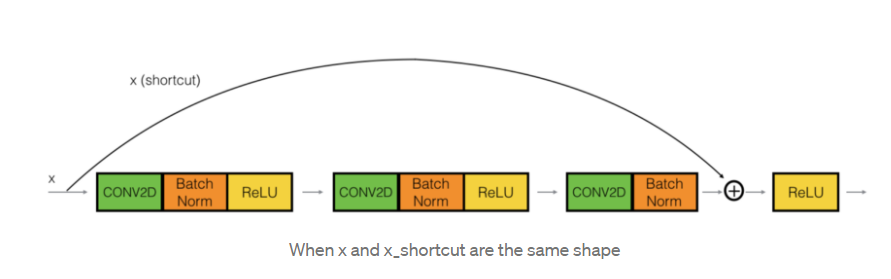 x (shortcut)
x
CONV2D
Batch
Norm
ReLU
CONV2D
Batch
Norm
ReLU
CONV2D
Batch
Norm
ReLU
When x and x_shortcut are the same shape